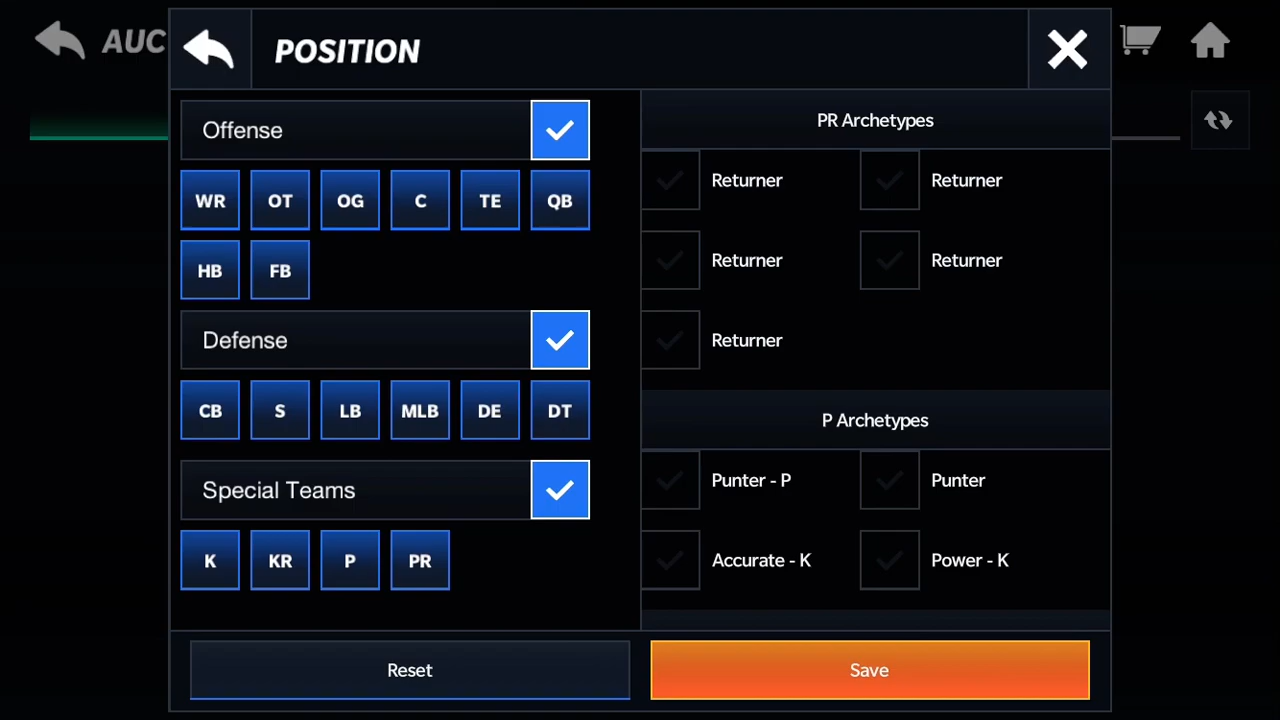 AUC
POSITION
Offense
WR OT OG C TE QB
HB FB
Defense
CB S LB MLB DE DT
Special Teams
K KR P PR
PR Archetypes
Returner Returner
Returner Returner
Returner
P Archetypes
Punter - P Punter
Accurate - K Power - K
Reset Save